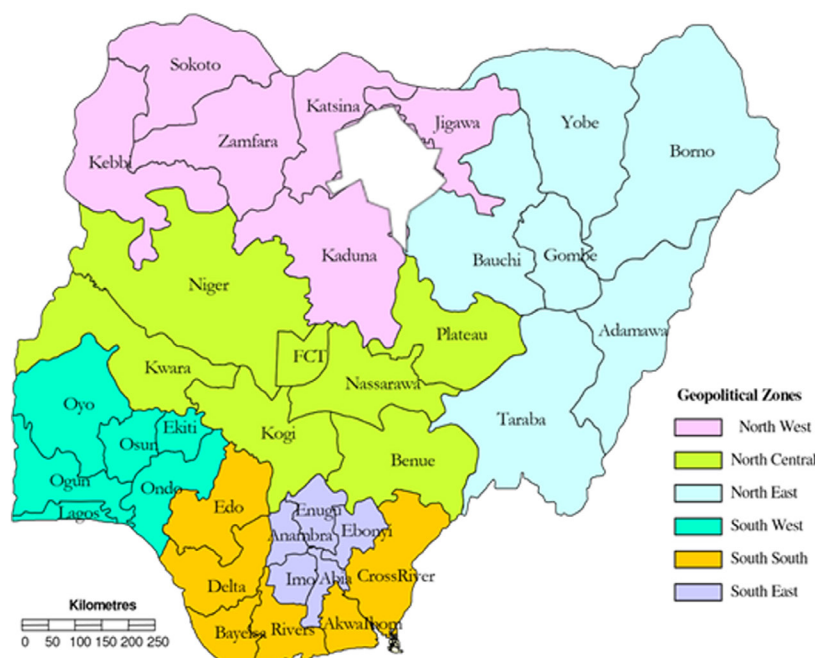 Sokoto
Katsina
Jigawa
Yobe
Borno
Zamfara
Kebbi
Kaduna
Bauchi
Gombe
Niger
Adamawa
Plateau
FCT
Kwara
Nassarawa
Oyo
Taraba
Ekiti
Osun
Kogi
Benue
Ogun
Ondo
Lagos
Edo
Enugu
Anambra
Ebonyi
Imo
Abia
CrossRiver
Delta
Bayelsa
Rivers
AkwaIbom
Geopolitical Zones
North West
North Central
North East
South West
South South
South East
Kilometres
0 50 100 150 200 250